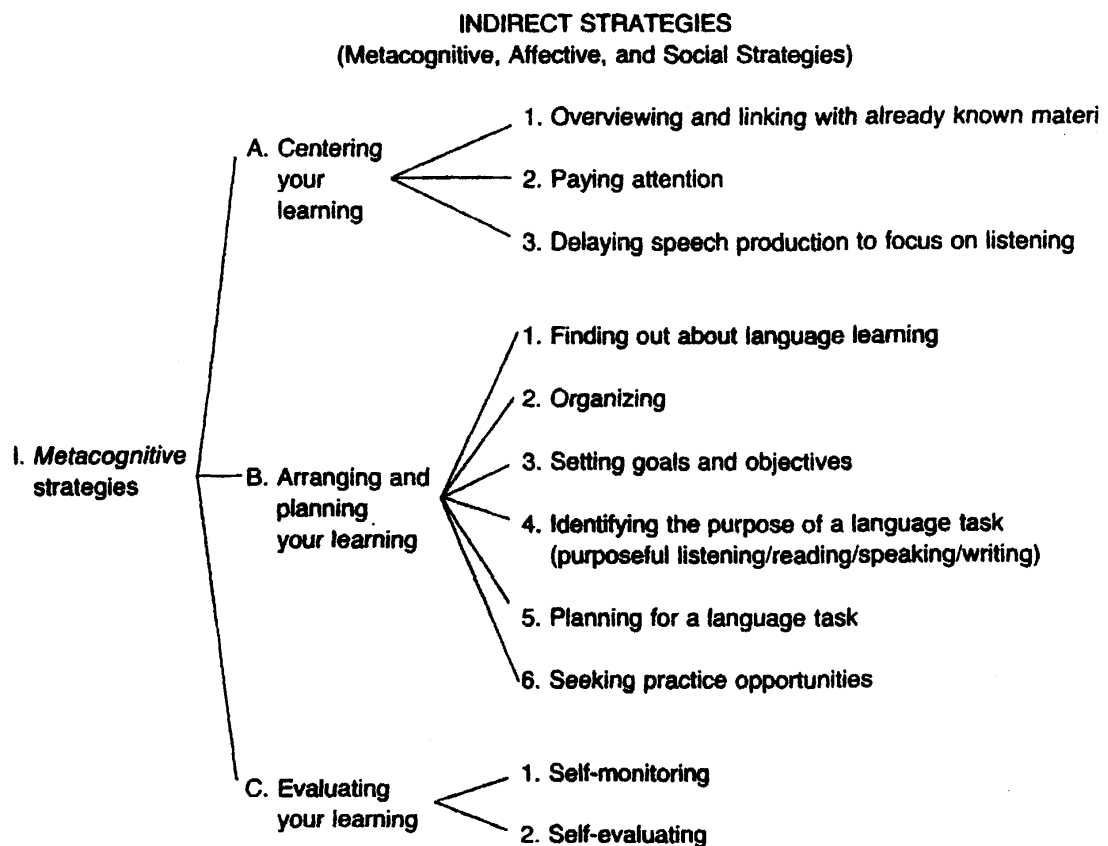 INDIRECT STRATEGIES
(Metacognitive, Affective, and Social Strategies)
A. Centering
your
learning
1. Overviewing and linking with already known materi
2. Paying attention
3. Delaying speech production to focus on listening
I. Metacognitive
strategies
B. Arranging and
planning
your learning
1. Finding out about language learning
2. Organizing
3. Setting goals and objectives
4. Identifying the purpose of a language task
(purposeful listening/reading/speaking/writing)
5. Planning for a language task
6. Seeking practice opportunities
C. Evaluating
your learning
1. Self-monitoring
2. Self-evaluating